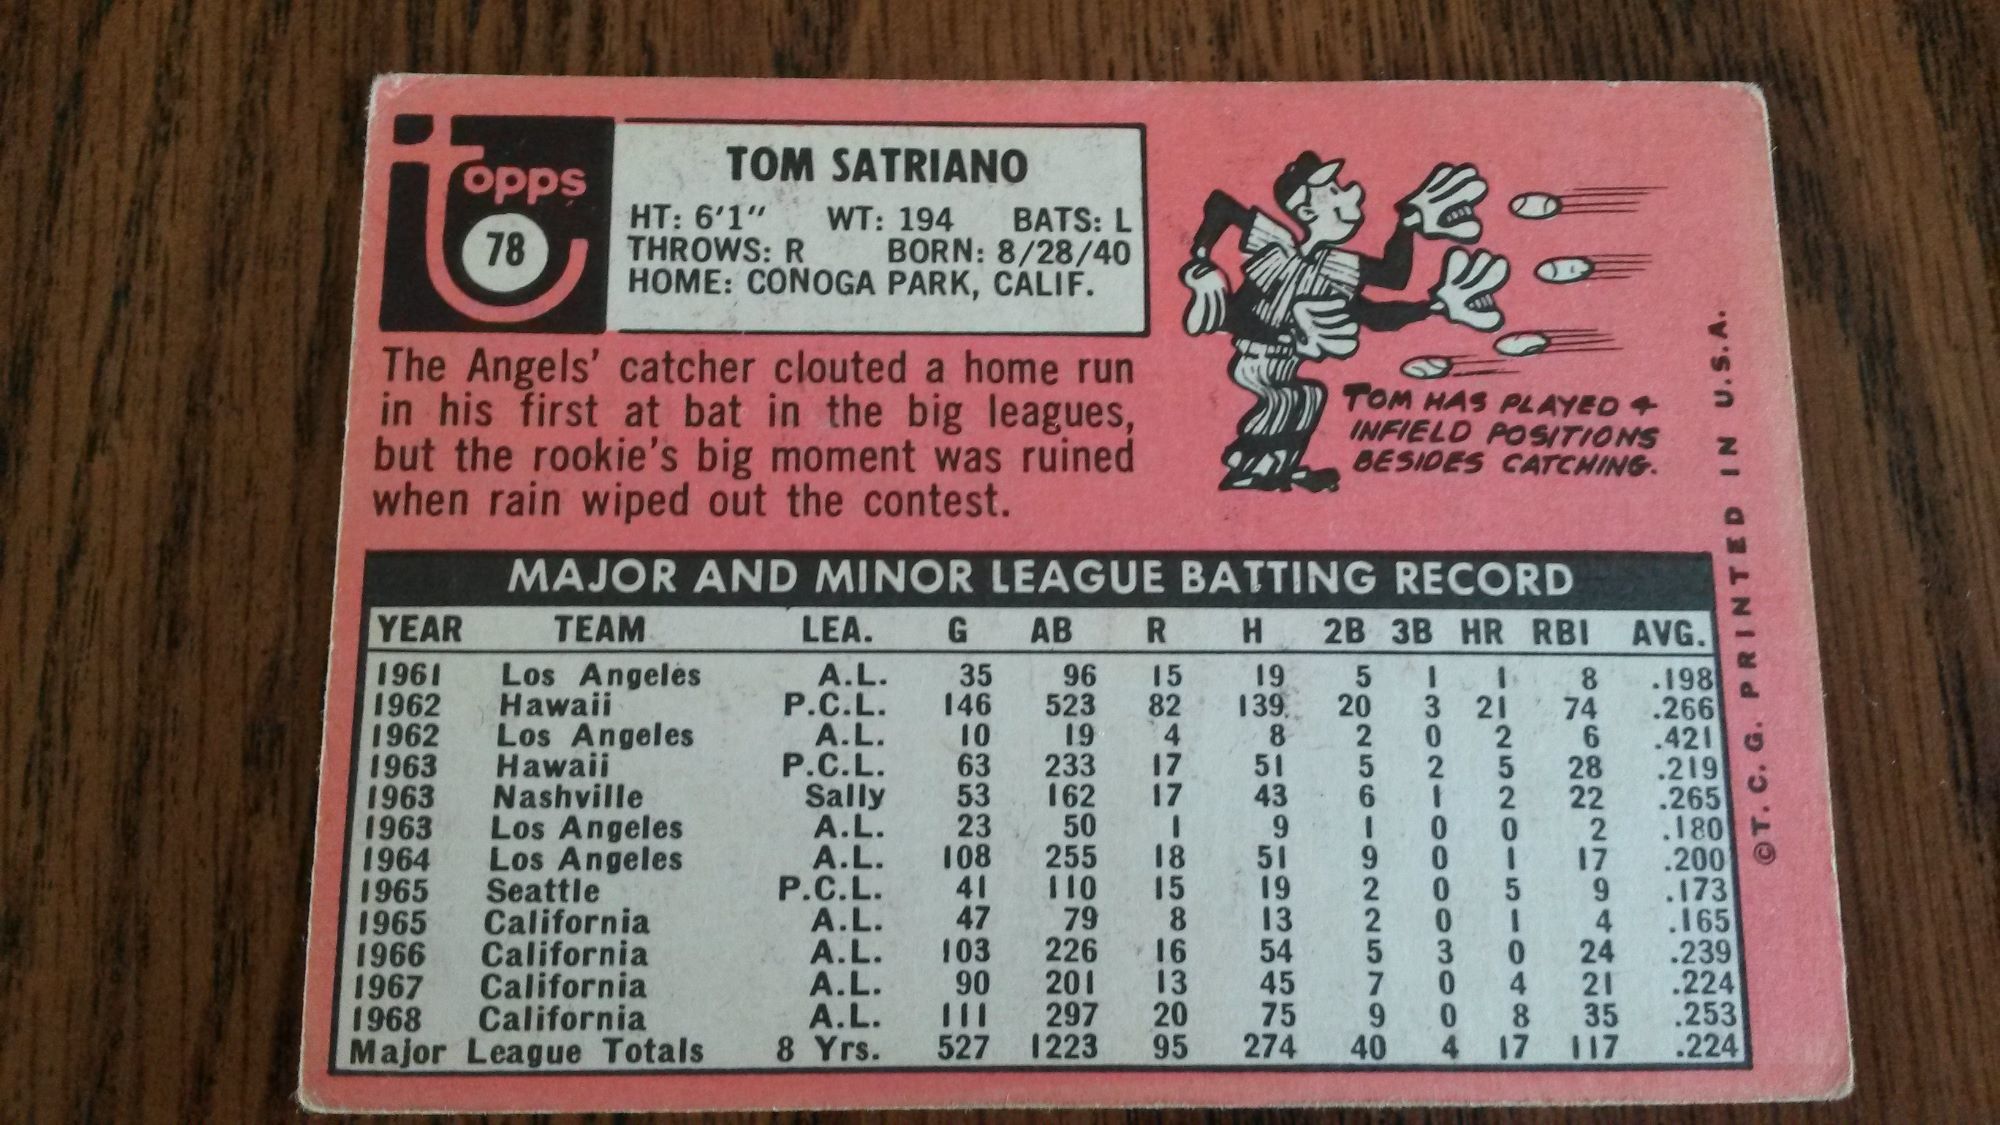 Topps
78
TOM SATRIANO
HT: 6'1" WT: 194 BATS: L
THROWS: R BORN: 8/28/40
HOME: CONOGA PARK, CALIF.
The Angels' catcher clouted a home run
in his first at bat in the big leagues,
but the rookie's big moment was ruined
when rain wiped out the contest.
TOM HAS PLAYED 4
INFIELD POSITIONS
BESIDES CATCHING.
MAJOR AND MINOR LEAGUE BATTING RECORD
YEAR TEAM LEA. G AB R H 2B 3B HR RBI AVG.
1961 Los Angeles A.L. 35 96 15 19 5 1 1 8 .198
1962 Hawaii P.C.L. 146 523 82 139 20 3 21 74 .266
1962 Los Angeles A.L. 10 19 4 8 2 0 2 6 .421
1963 Hawaii P.C.L. 63 233 17 51 5 2 5 28 .219
1963 Nashville Sally 53 162 17 43 6 1 2 22 .265
1963 Los Angeles A.L. 23 50 1 9 1 0 0 2 .180
1964 Los Angeles A.L. 108 255 18 51 9 0 1 17 .200
1965 Seattle P.C.L. 41 110 15 19 2 0 5 9 .173
1965 California A.L. 47 79 8 13 2 0 1 4 .165
1966 California A.L. 103 226 16 54 5 3 0 24 .239
1967 California A.L. 90 201 13 45 7 0 4 21 .224
1968 California A.L. 111 297 20 75 9 0 8 35 .253
Major League Totals 8 Yrs. 527 1223 95 274 40 4 17 117 .224
©T. C. G. PRINTED IN U.S.A.